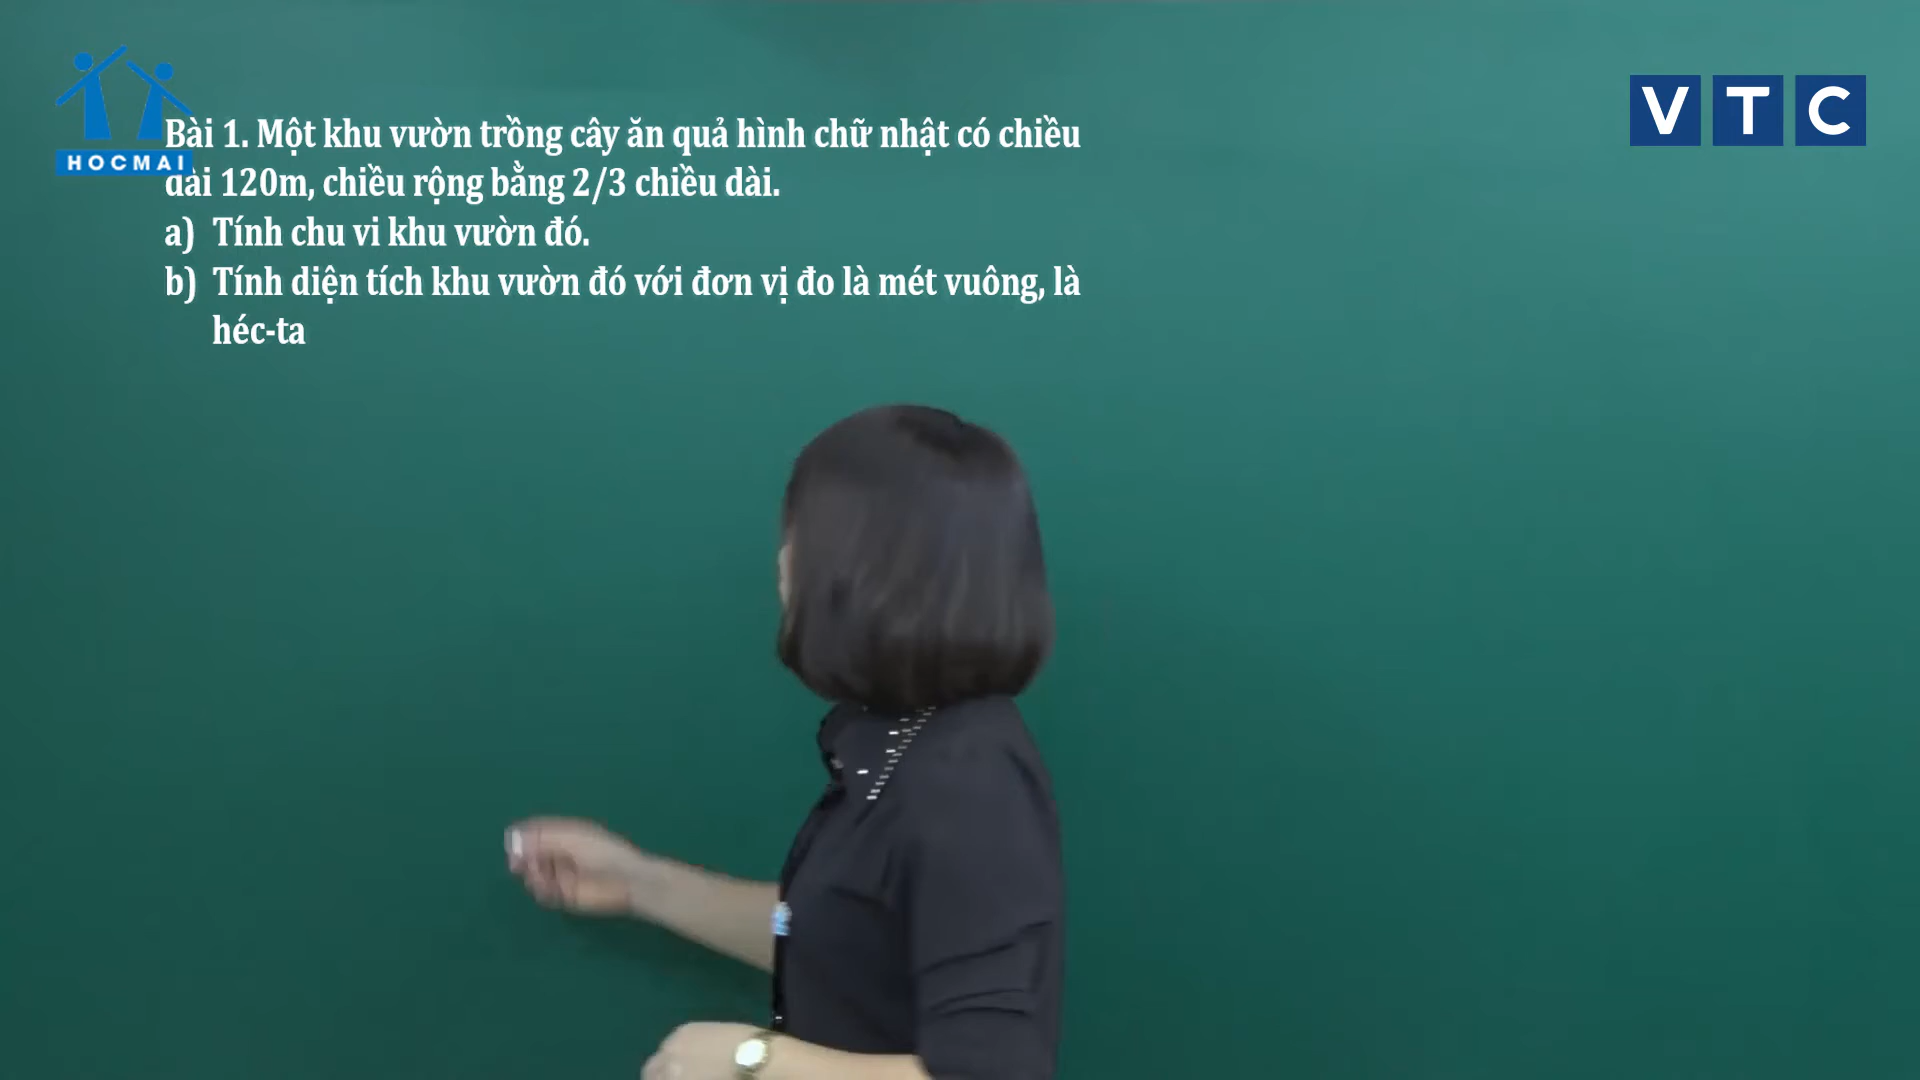 HOCMAI
VTC
Bài 1. Một khu vườn trồng cây ăn quả hình chữ nhật có chiều
dài 120m, chiều rộng bằng 2/3 chiều dài.
a) Tính chu vi khu vườn đó.
b) Tính diện tích khu vườn đó với đơn vị đo là mét vuông, là
héc-ta